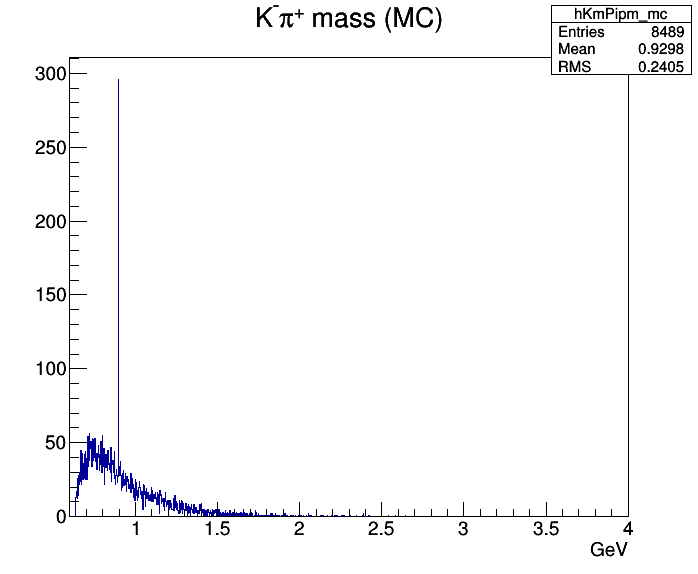 K⁻π⁺ mass (MC)
hKmPipm_mc
Entries 8489
Mean 0.9298
RMS 0.2405
300
250
200
150
100
50
0
1 1.5 2 2.5 3 3.5 4
GeV